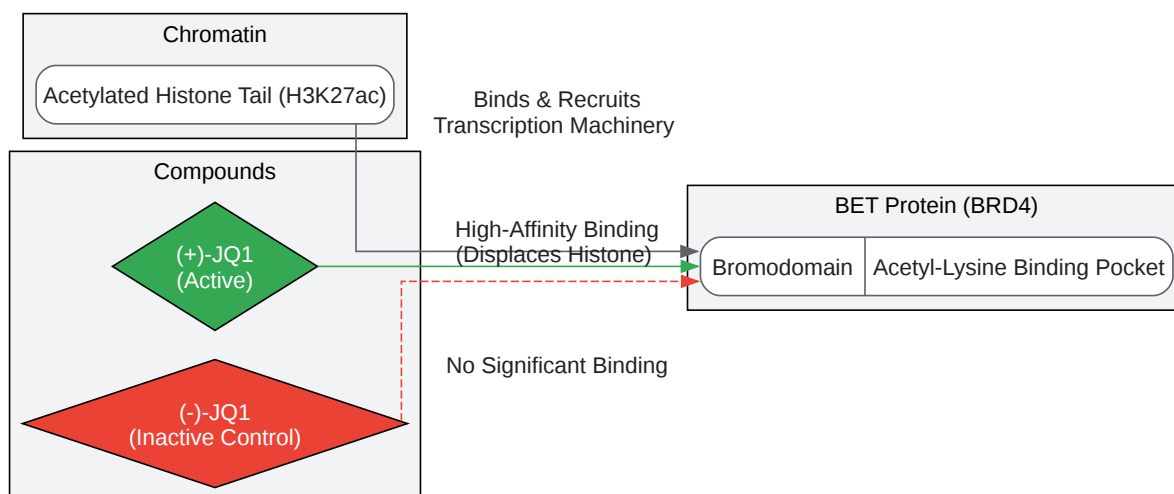 Chromatin
Acetylated Histone Tail (H3K27ac)
Binds & Recruits
Transcription Machinery
Compounds
(+)-JQ1
(Active)
High-Affinity Binding
(Displaces Histone)
BET Protein (BRD4)
Bromodomain
Acetyl-Lysine Binding Pocket
No Significant Binding
(-)-JQ1
(Inactive Control)